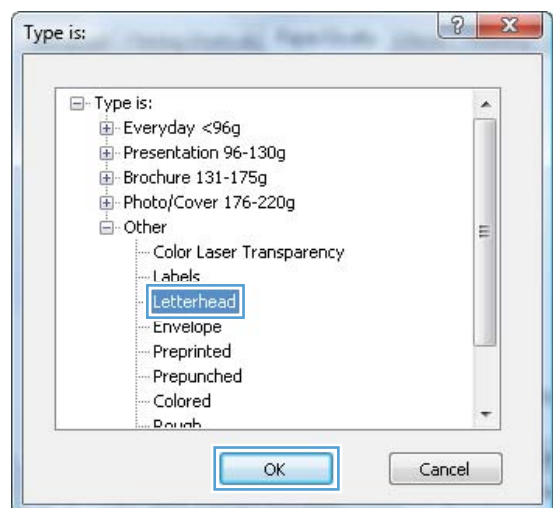 Type is:
Type is:
Everyday <96g
Presentation 96-130g
Brochure 131-175g
Photo/Cover 176-220g
Other
Color Laser Transparency
Labels
Letterhead
Envelope
Preprinted
Prepunched
Colored
Rough
OK
Cancel